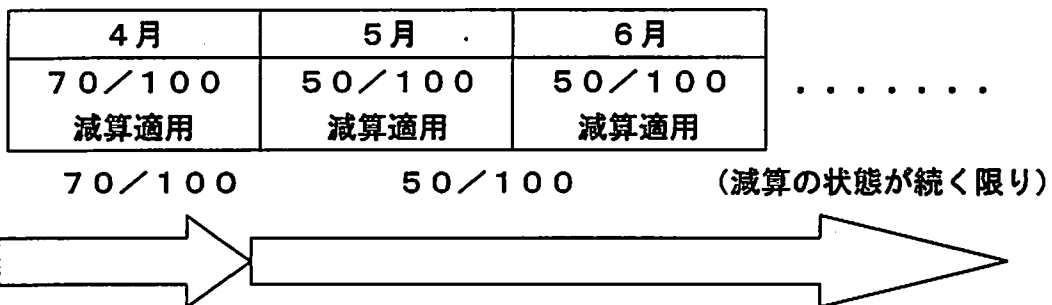 4月 5月 6月
70/100 50/100 50/100 .......
減算適用 減算適用 減算適用
70/100 50/100 (減算の状態が続く限り)